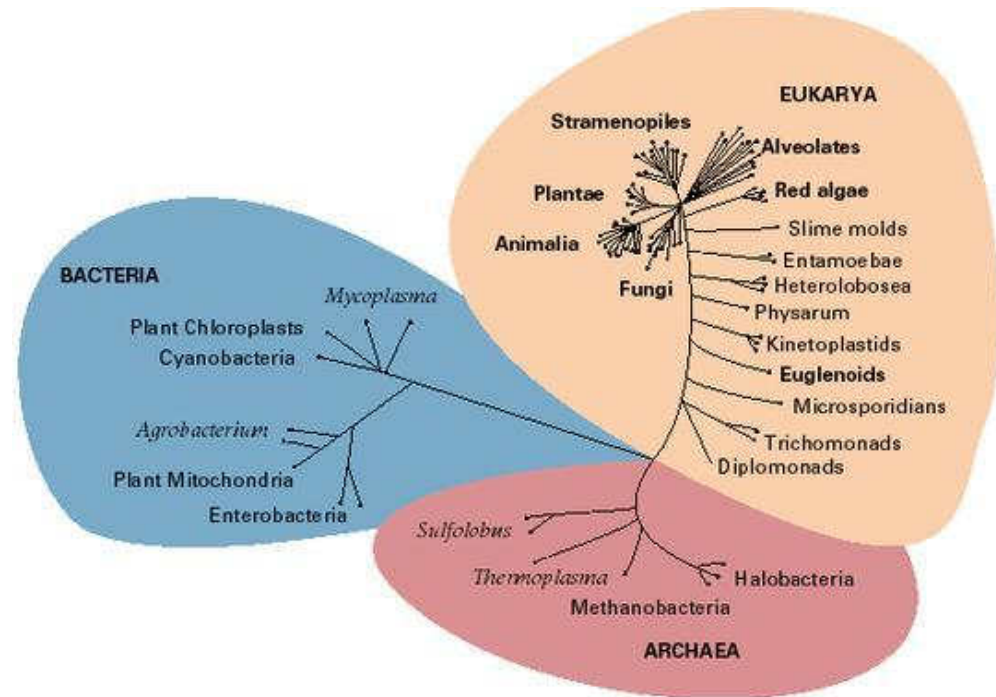 EUKARYA
Stramenopiles
Alveolates
Plantae
Red algae
Animalia
Slime molds
Entamoebae
Fungi
Heterolobosea
Physarum
Kinetoplastids
Euglenoids
Microsporidians
Trichomonads
Diplomonads
BACTERIA
Mycoplasma
Plant Chloroplasts
Cyanobacteria
Agrobacterium
Plant Mitochondria
Enterobacteria
Sulfolobus
Thermoplasma
Halobacteria
Methanobacteria
ARCHAEA